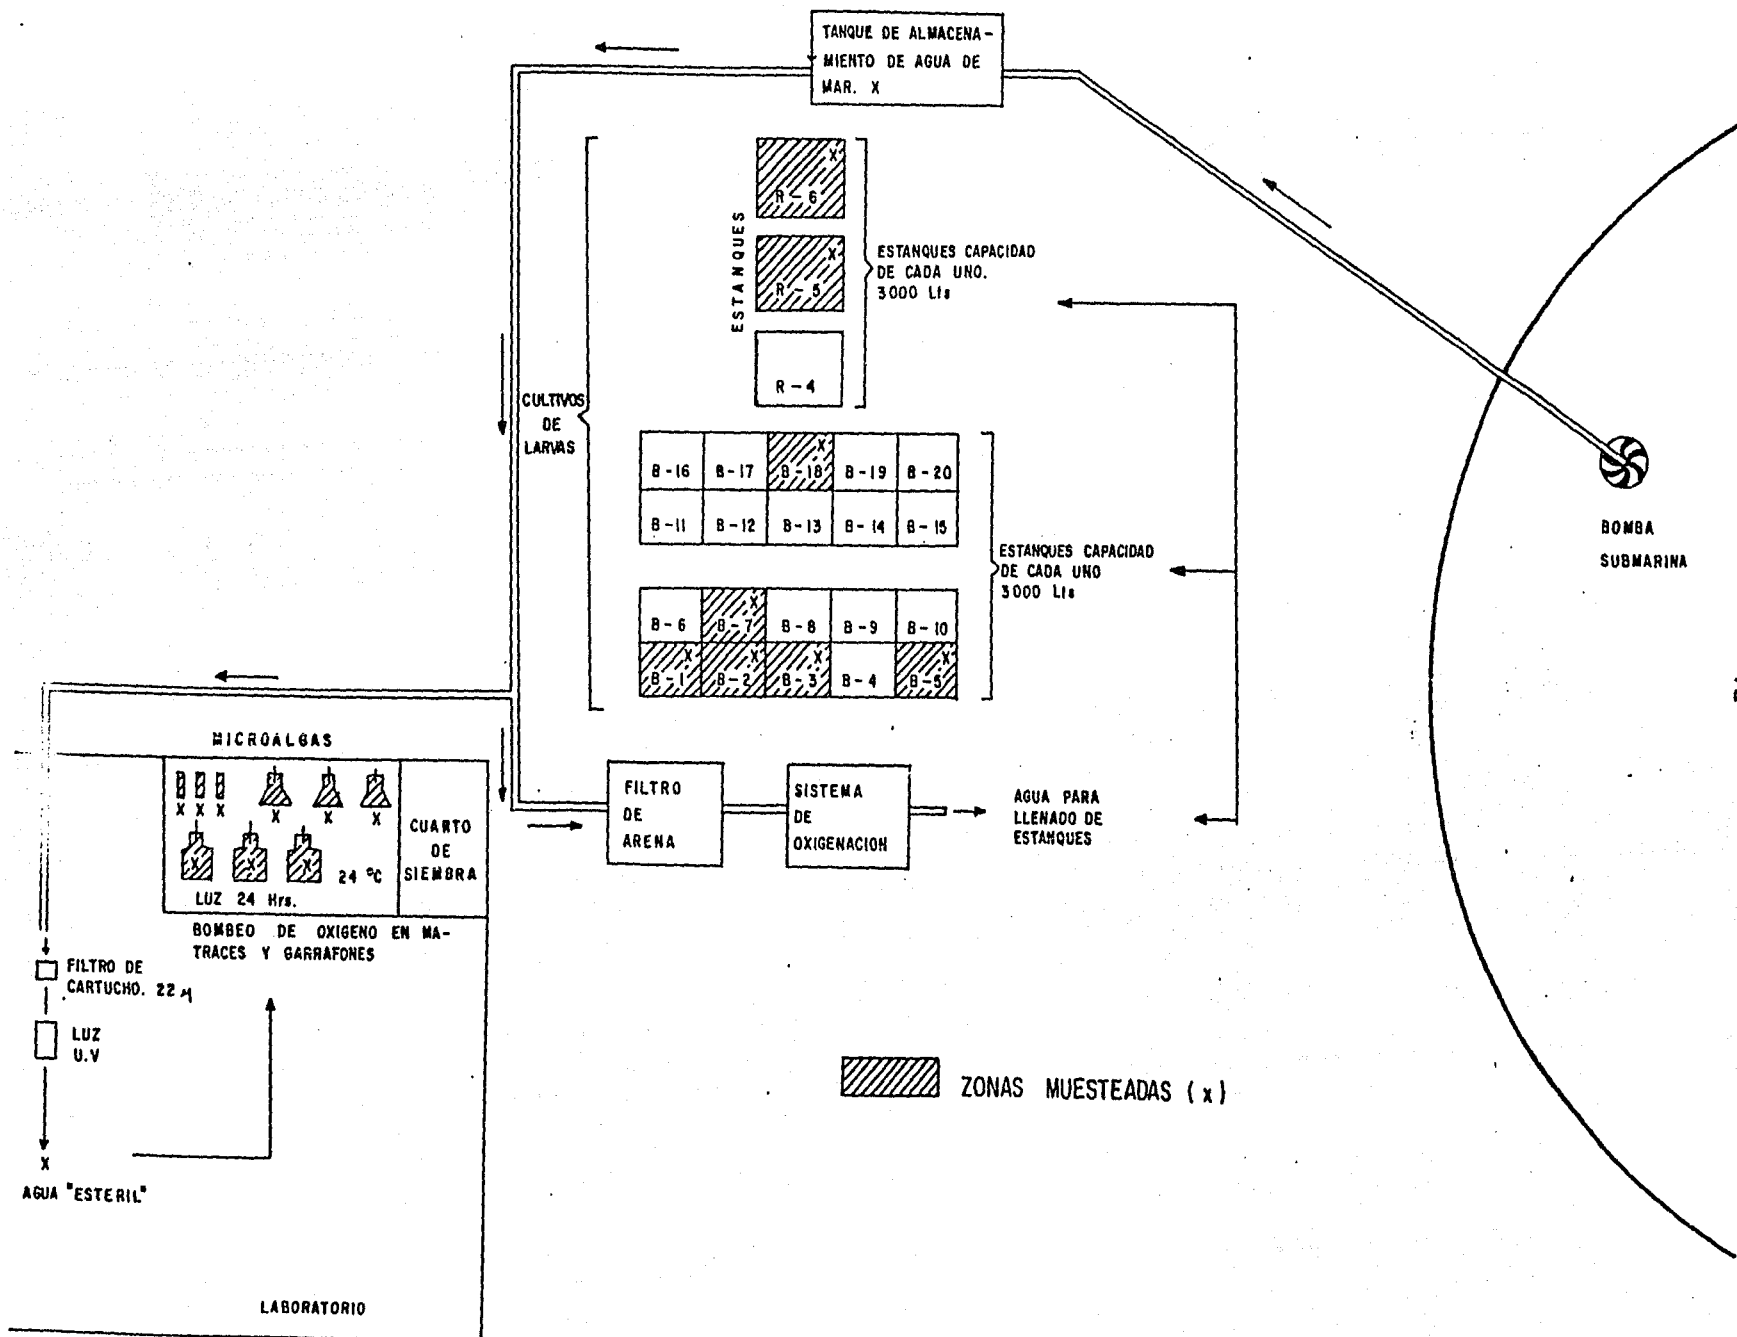 TANQUE DE ALMACENA-
MIENTO DE AGUA DE
MAR. X
X
R-6
X
R-5
R-4
ESTANQUES
ESTANQUES CAPACIDAD
DE CADA UNO.
3000 Lts
CULTIVOS
DE
LARVAS
X
B-16 B-17 B-18 B-19 B-20
B-11 B-12 B-13 B-14 B-15
ESTANQUES CAPACIDAD
DE CADA UNO
3000 Lts
X
B-6 B-7 B-8 B-9 B-10
X X X X
B-1 B-2 B-3 B-4 B-5
BOMBA
SUBMARINA
MICROALGAS
X X X X X X
X X X
24 °C
LUZ 24 Hrs.
CUARTO
DE
SIEMBRA
BOMBEO DE OXIGENO EN MA-
TRACES Y GARRAFONES
FILTRO
DE
ARENA
SISTEMA
DE
OXIGENACION
AGUA PARA
LLENADO DE
ESTANQUES
FILTRO DE
CARTUCHO. 22 μ
LUZ
U.V
X
AGUA "ESTERIL"
ZONAS MUESTEADAS (x)
LABORATORIO